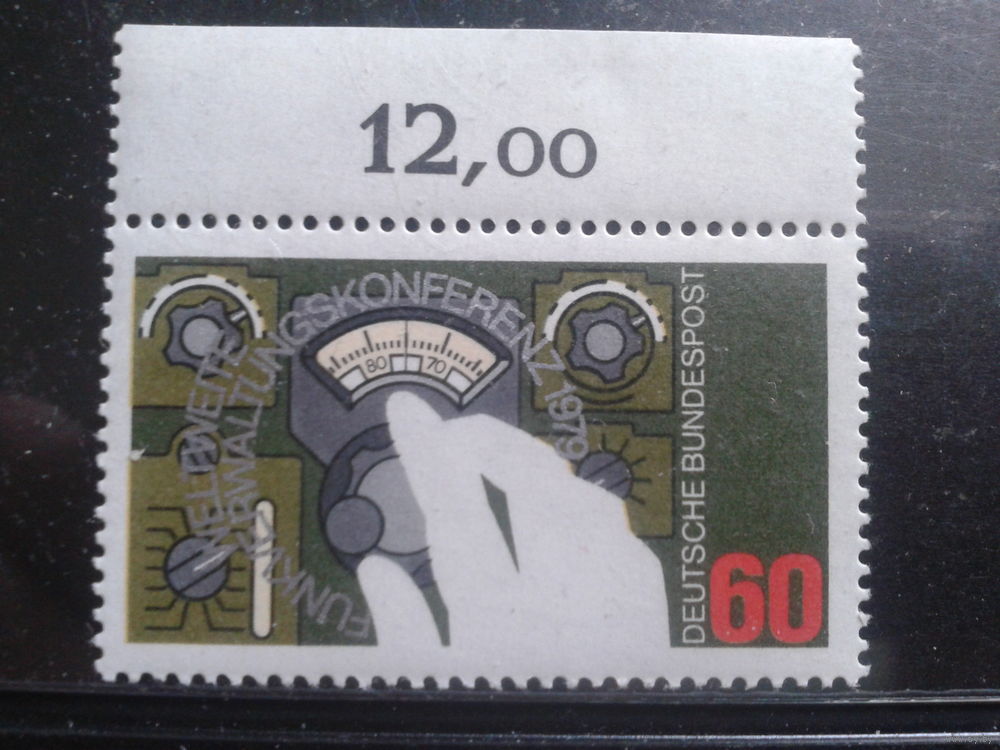 12,00
WELTWEITE
FUNKVERWALTUNGSKONFERENZ 1979
80 70
DEUTSCHE BUNDESPOST
60